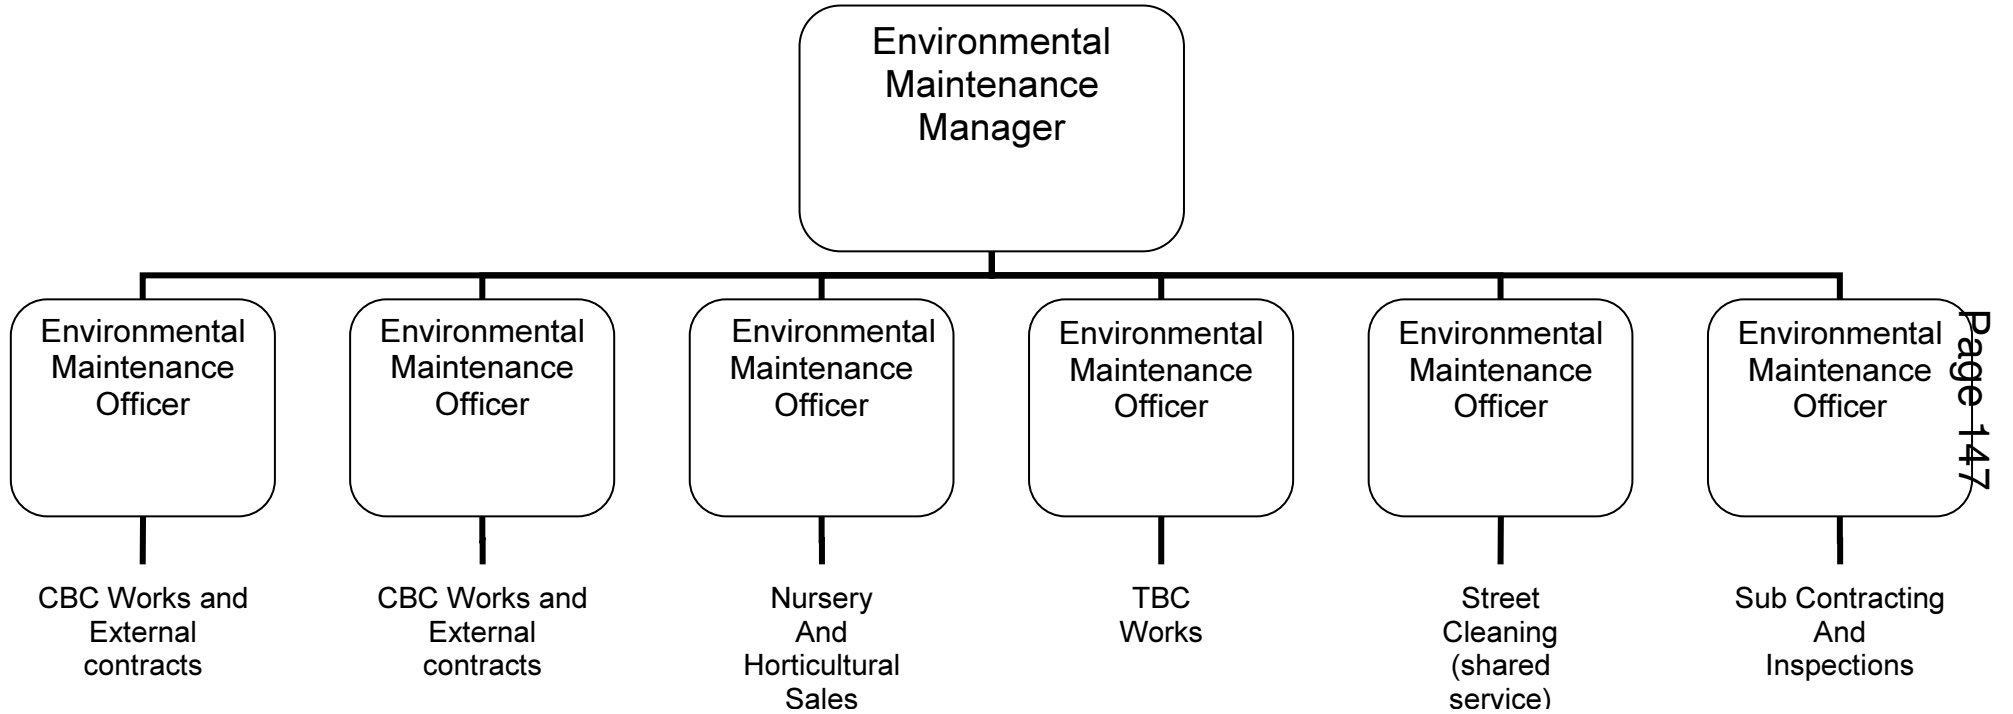 Environmental
Maintenance
Manager
Environmental
Maintenance
Officer
Environmental
Maintenance
Officer
Environmental
Maintenance
Officer
Environmental
Maintenance
Officer
Environmental
Maintenance
Officer
Environmental
Maintenance
Officer
CBC Works and
External
contracts
CBC Works and
External
contracts
Nursery
And
Horticultural
Sales
TBC
Works
Street
Cleaning
(shared
service)
Sub Contracting
And
Inspections
Page 147